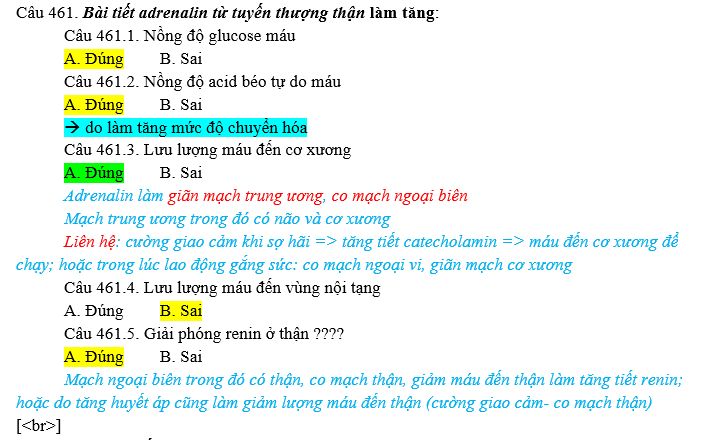 Câu 461. Bài tiết adrenalin từ tuyến thượng thận làm tăng:
Câu 461.1. Nồng độ glucose máu
A. Đúng B. Sai
Câu 461.2. Nồng độ acid béo tự do máu
A. Đúng B. Sai
→ do làm tăng mức độ chuyển hóa
Câu 461.3. Lưu lượng máu đến cơ xương
A. Đúng B. Sai
Adrenalin làm giãn mạch trung ương, co mạch ngoại biên
Mạch trung ương trong đó có não và cơ xương
Liên hệ: cường giao cảm khi sợ hãi => tăng tiết catecholamin => máu đến cơ xương để
chạy; hoặc trong lúc lao động gắng sức: co mạch ngoại vi, giãn mạch cơ xương
Câu 461.4. Lưu lượng máu đến vùng nội tạng
A. Đúng B. Sai
Câu 461.5. Giải phóng renin ở thận ????
A. Đúng B. Sai
Mạch ngoại biên trong đó có thận, co mạch thận, giảm máu đến thận làm tăng tiết renin;
hoặc do tăng huyết áp cũng làm giảm lượng máu đến thận (cường giao cảm- co mạch thận)
[<br>]